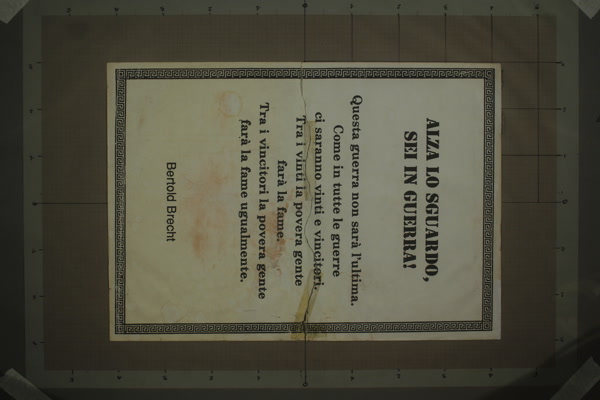 ALZA LO SGUARDO,
SEI IN GUERRA!
Questa guerra non sarà l'ultima.
Come in tutte le guerre
ci saranno vinti e vincitori.
Tra i vinti la povera gente
farà la fame.
Tra i vincitori la povera gente
farà la fame ugualmente.
Bertold Brecht